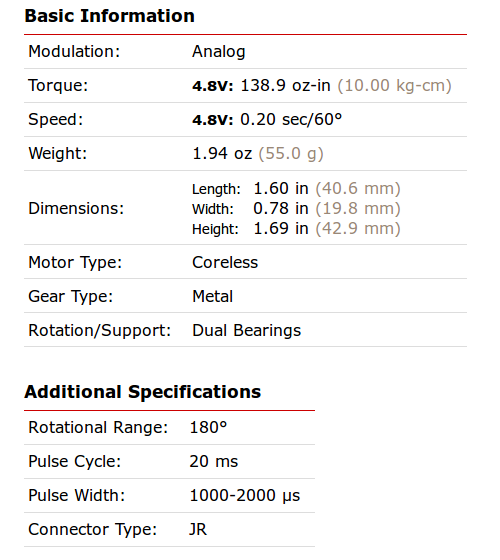 Basic Information
Modulation: Analog
Torque: 4.8V: 138.9 oz-in (10.00 kg-cm)
Speed: 4.8V: 0.20 sec/60°
Weight: 1.94 oz (55.0 g)
Dimensions:
Length: 1.60 in (40.6 mm)
Width: 0.78 in (19.8 mm)
Height: 1.69 in (42.9 mm)
Motor Type: Coreless
Gear Type: Metal
Rotation/Support: Dual Bearings
Additional Specifications
Rotational Range: 180°
Pulse Cycle: 20 ms
Pulse Width: 1000-2000 µs
Connector Type: JR